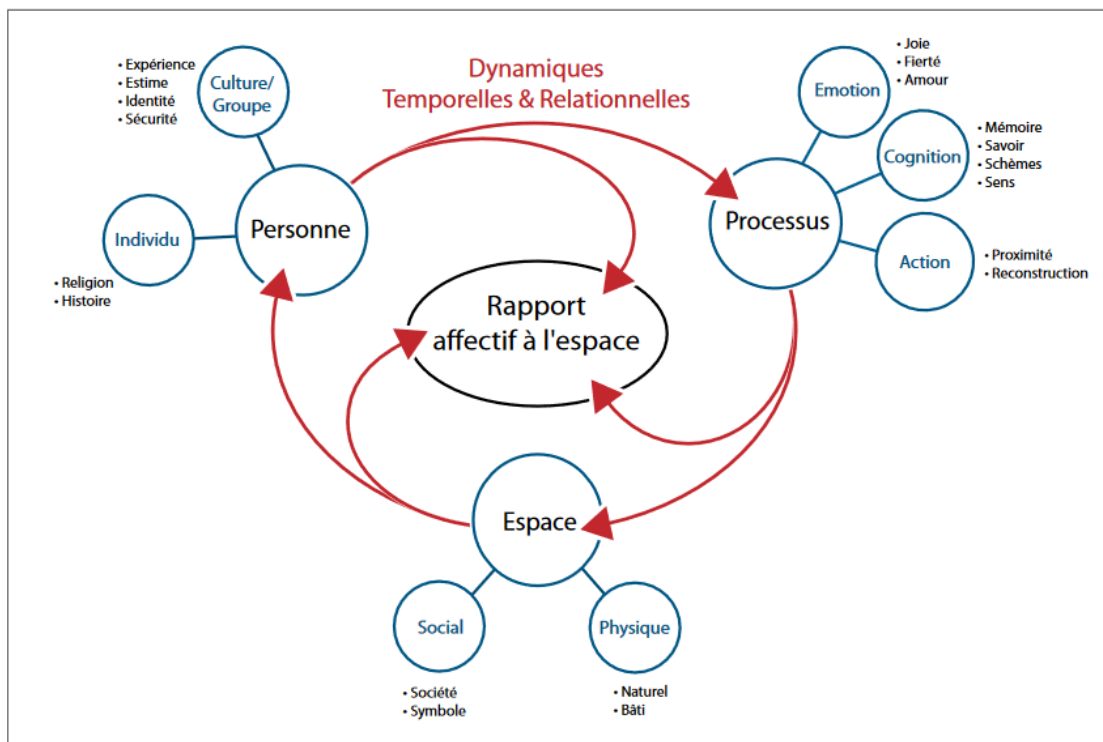 Dynamiques
Temporelles & Relationnelles
• Expérience
• Estime
• Identité
• Sécurité
Culture/
Groupe
Individu
• Religion
• Histoire
Personne
Emotion
• Joie
• Fierté
• Amour
Cognition
• Mémoire
• Savoir
• Schèmes
• Sens
Processus
Action
• Proximité
• Reconstruction
Rapport
affectif à l'espace
Espace
Social
• Société
• Symbole
Physique
• Naturel
• Bâti